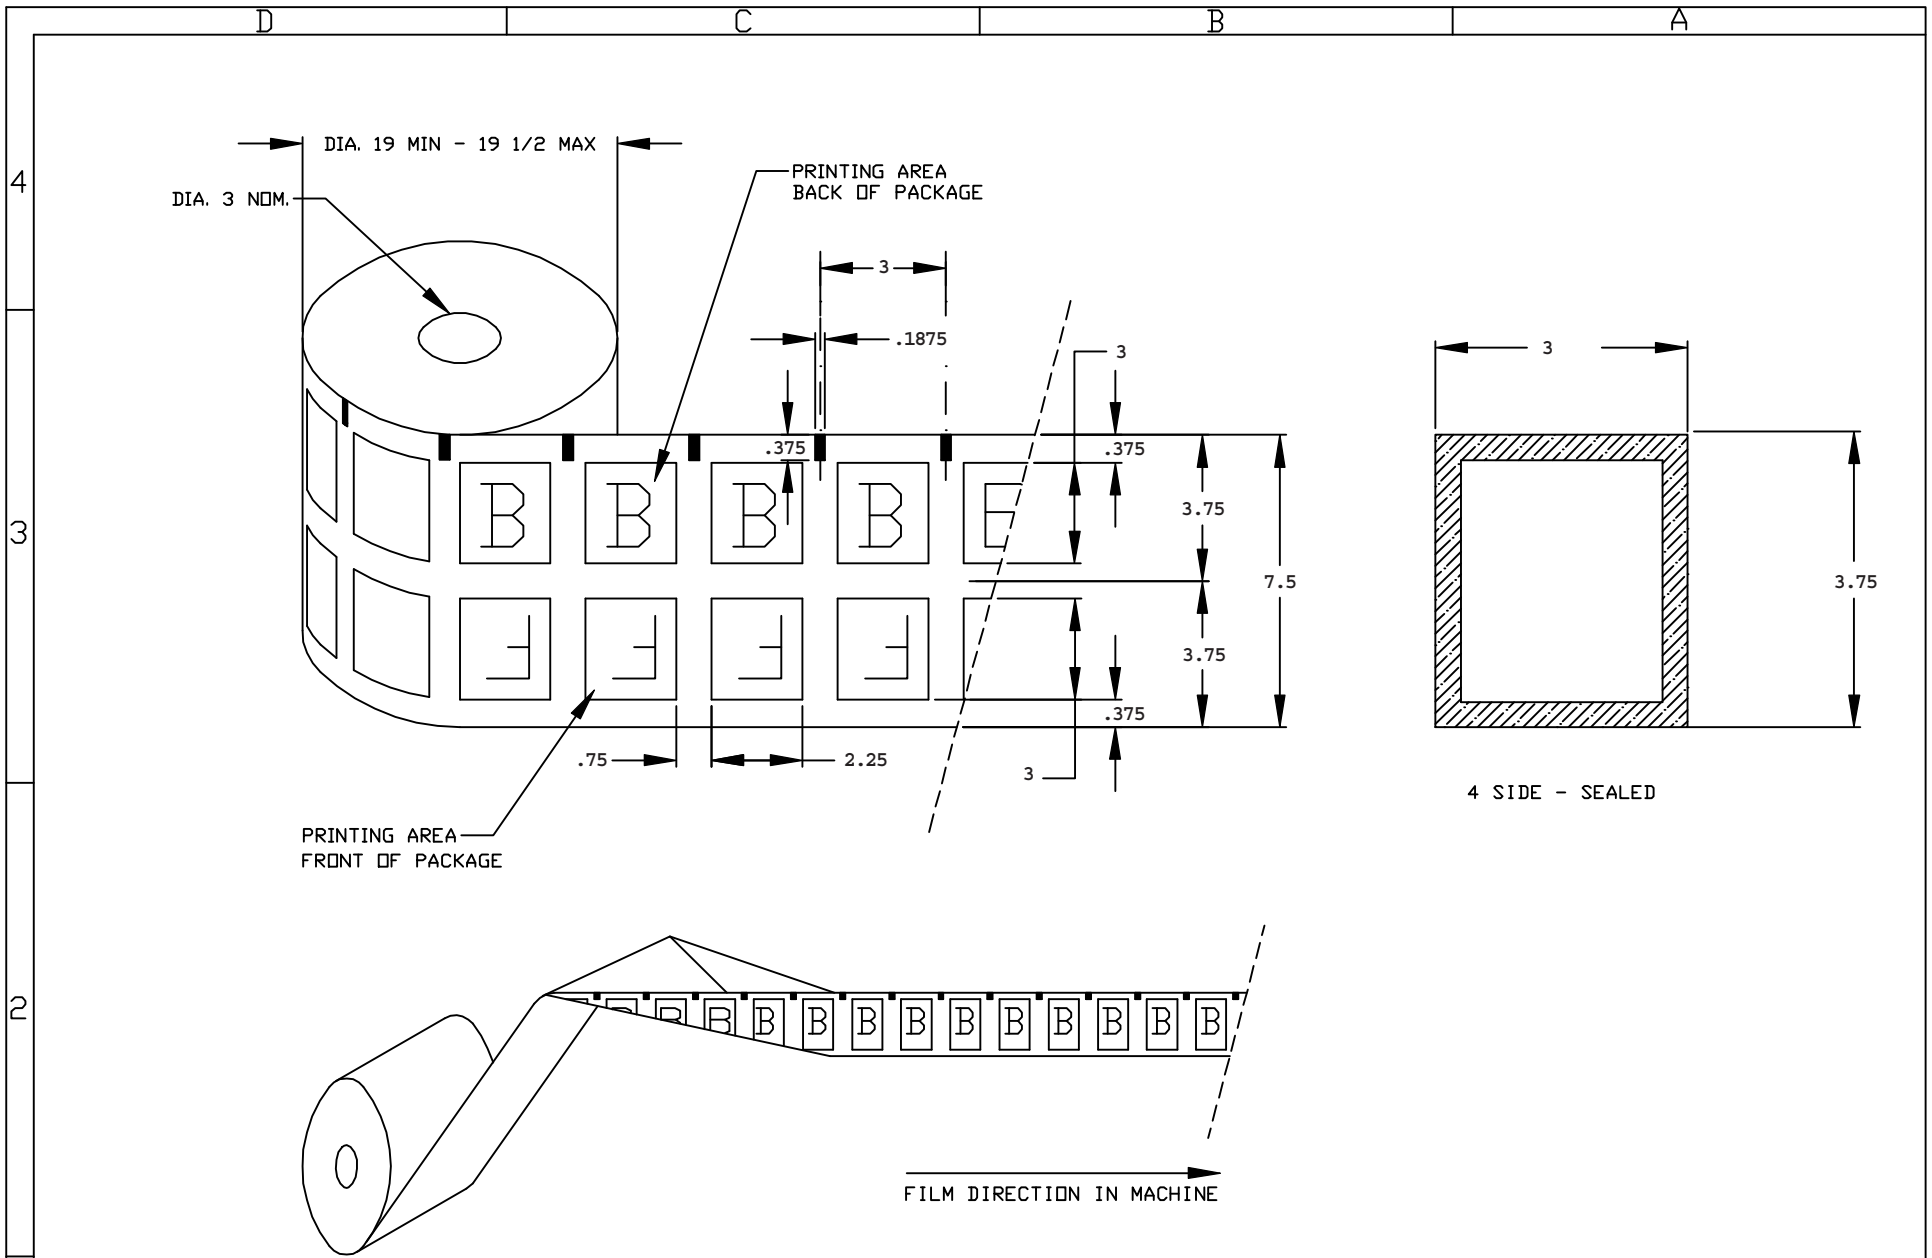 D C B A
DIA. 19 MIN - 19 1/2 MAX
4
PRINTING AREA
BACK OF PACKAGE
DIA. 3 NOM.
3
.1875
3
3
.375
.375
B B B B
3
3.75
7.5
3.75
F F F F
3.75
.375
.75
2.25
3
4 SIDE - SEALED
PRINTING AREA
FRONT OF PACKAGE
2
B B B B B B B B B B B B B
FILM DIRECTION IN MACHINE